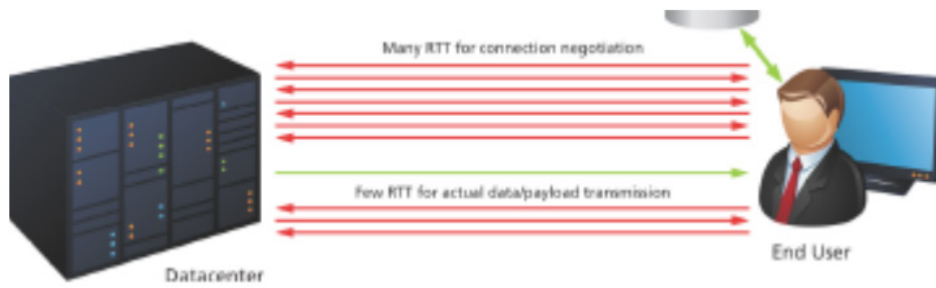 Many RTT for connection negotiation
Few RTT for actual data/payload transmission
End User
Datacenter